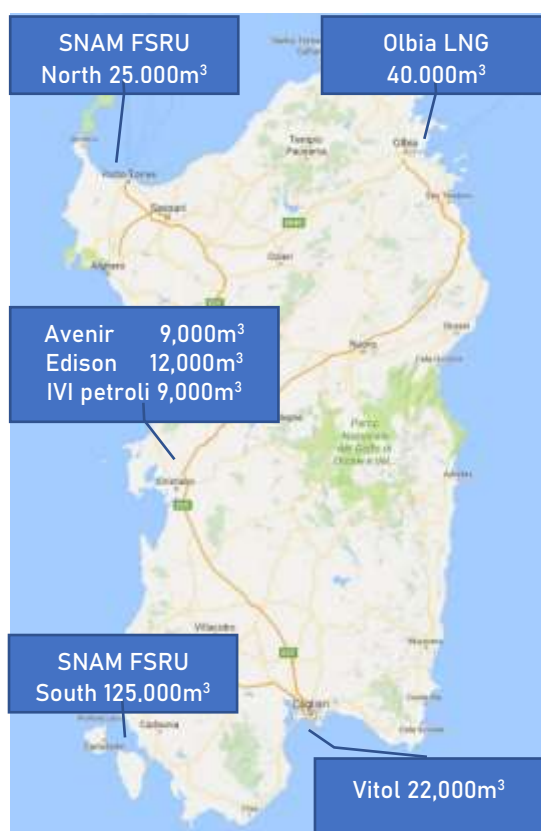 SNAM FSRU
North 25.000m³
Olbia LNG
40.000m³
Tempio
Pausania
Olbia
Porto Torres
Sassari
Alghero
Ozieri
Nuoro
Avenir 9,000m³
Edison 12,000m³
IVI petroli 9,000m³
Parco
Oristano
Villacidro
SNAM FSRU
South 125,000m³
Cagliari
Carbonia
Vitol 22,000m³